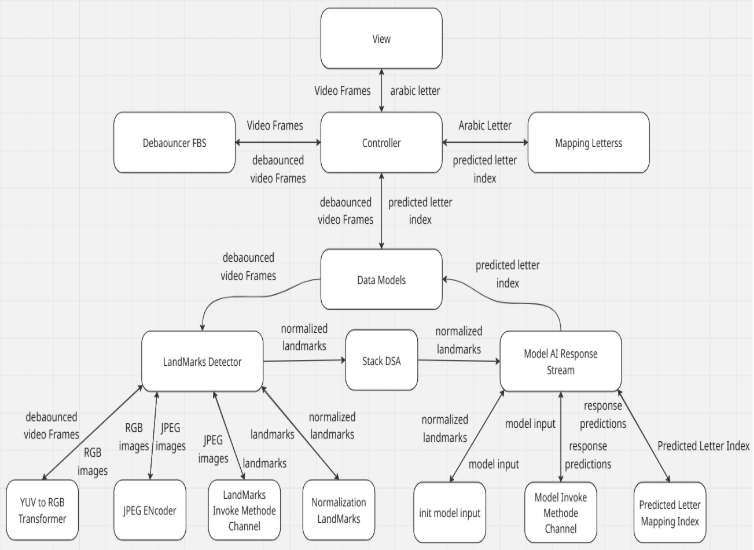 View
Video Frames
arabic letter
Debaouncer FBS
Video Frames
debaounced
video Frames
Controller
Arabic Letter
predicted letter
index
Mapping Letterss
debaounced
video Frames
predicted letter
index
Data Models
debaounced
video Frames
predicted letter
index
LandMarks Detector
normalized
landmarks
Stack DSA
normalized
landmarks
Model AI Response
Stream
debaounced
video Frames
RGB
images
RGB
images
JPEG
images
JPEG
images
landmarks
landmarks
normalized
landmarks
normalized
landmarks
model input
model input
response
predictions
response
predictions
Predicted Letter Index
YUV to RGB
Transformer
JPEG ENcoder
LandMarks
Invoke Methode
Channel
Normalization
LandMarks
init model input
Model Invoke
Methode
Channel
Predicted Letter
Mapping Index